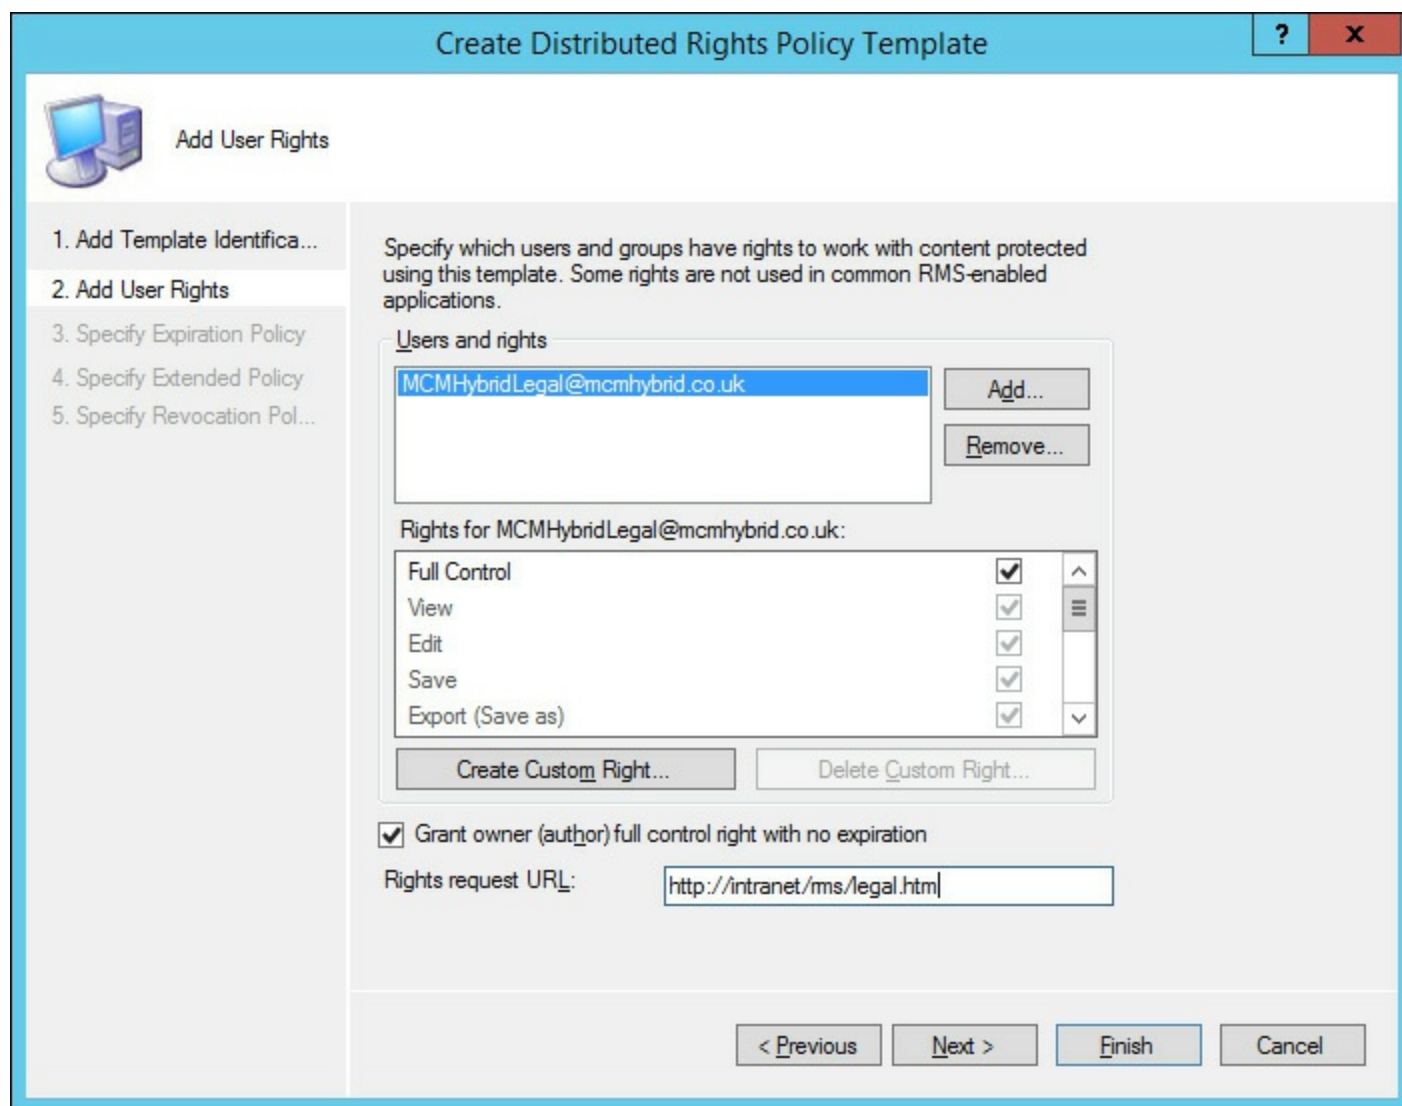 Create Distributed Rights Policy Template
?
x
Add User Rights
1. Add Template Identifica...
2. Add User Rights
3. Specify Expiration Policy
4. Specify Extended Policy
5. Specify Revocation Pol...
Specify which users and groups have rights to work with content protected
using this template. Some rights are not used in common RMS-enabled
applications.
Users and rights
MCMHybridLegal@mcmhybrid.co.uk
Add...
Remove...
Rights for MCMHybridLegal@mcmhybrid.co.uk:
Full Control
View
Edit
Save
Export (Save as)
Create Custom Right...
Delete Custom Right...
Grant owner (author) full control right with no expiration
Rights request URL:
http://intranet/rms/legal.htm
< Previous
Next >
Finish
Cancel